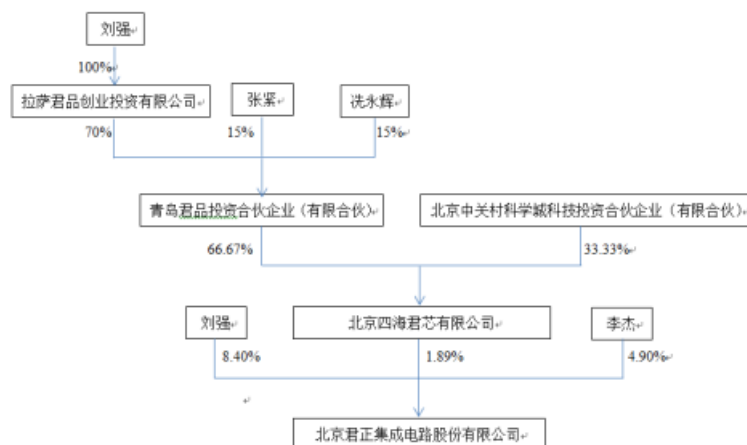 刘强
100%
拉萨君品创业投资有限公司
张紧
冼永辉
70%
15%
15%
青岛君品投资合伙企业（有限合伙）
北京中关村科学城科技投资合伙企业（有限合伙）
66.67%
33.33%
刘强
北京四海君芯有限公司
李杰
8.40%
1.89%
4.90%
北京君正集成电路股份有限公司